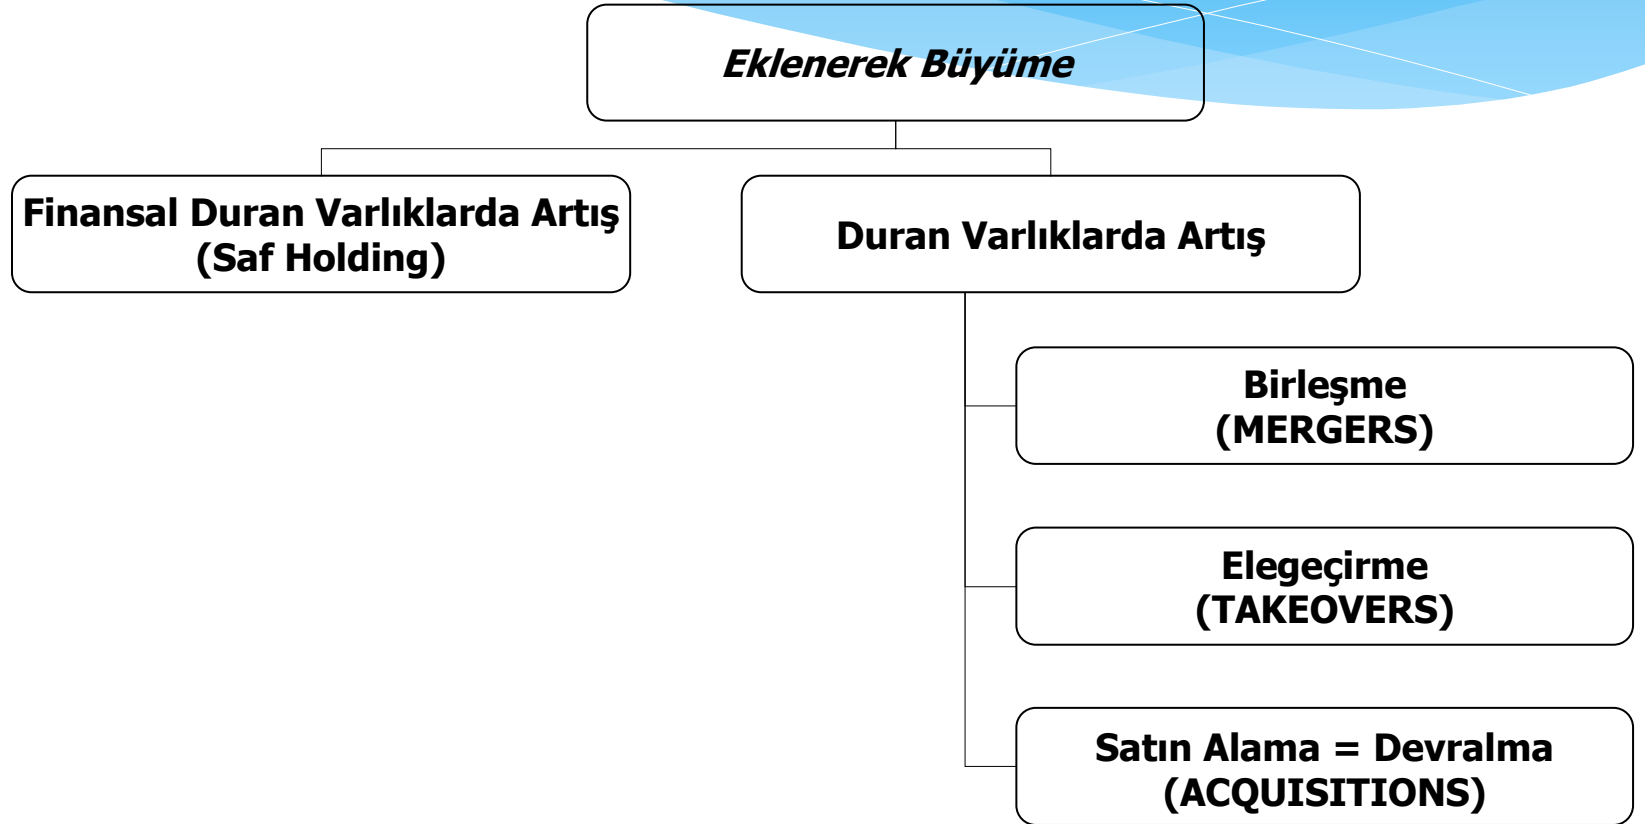 Eklenerek Büyüme
Finansal Duran Varlıklarda Artış
(Saf Holding)
Duran Varlıklarda Artış
Birleşme
(MERGERS)
Elegeçirme
(TAKEOVERS)
Satın Alama = Devralma
(ACQUISITIONS)